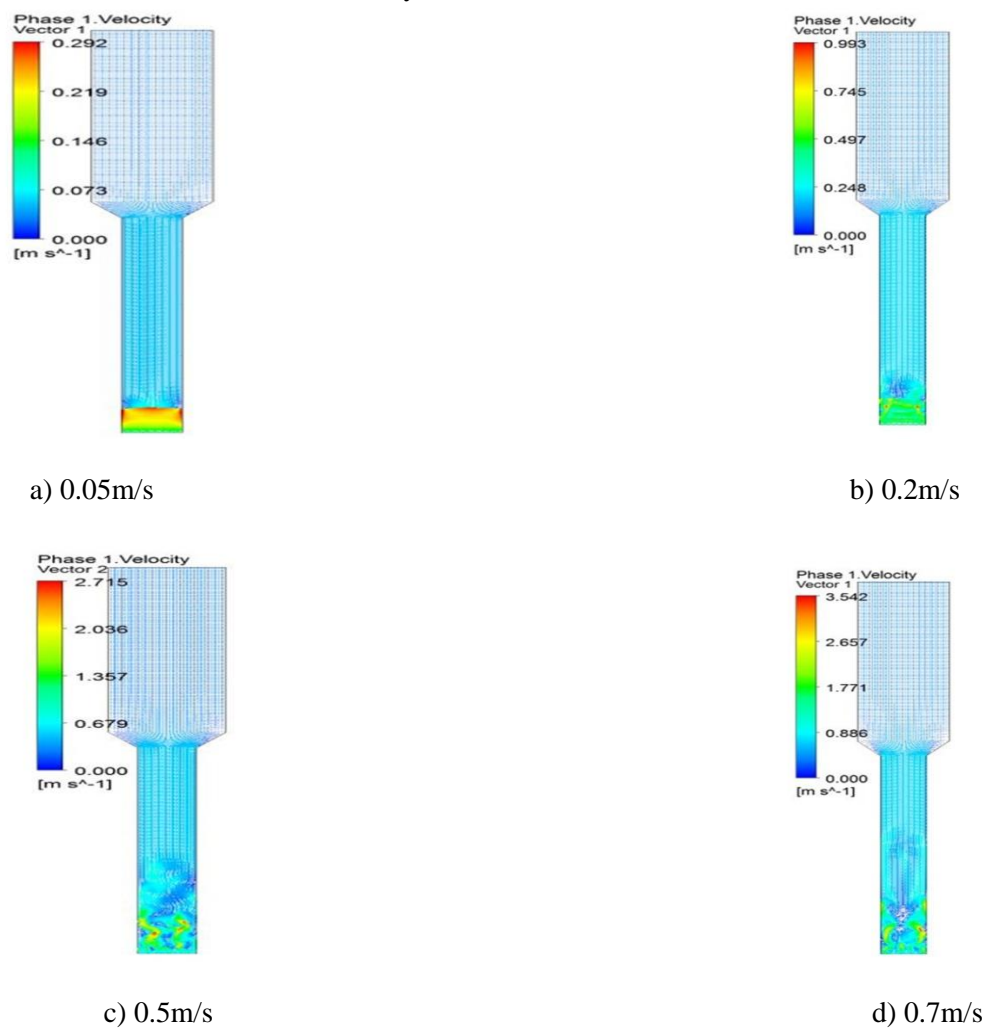 Phase 1.Velocity
Vector 1
0.292
0.219
0.146
0.073
0.000
[m s^-1]
a) 0.05m/s
Phase 1.Velocity
Vector 1
0.993
0.745
0.497
0.248
0.000
[m s^-1]
b) 0.2m/s
Phase 1.Velocity
Vector 2
2.715
2.036
1.357
0.679
0.000
[m s^-1]
c) 0.5m/s
Phase 1.Velocity
Vector 1
3.542
2.657
1.771
0.886
0.000
[m s^-1]
d) 0.7m/s